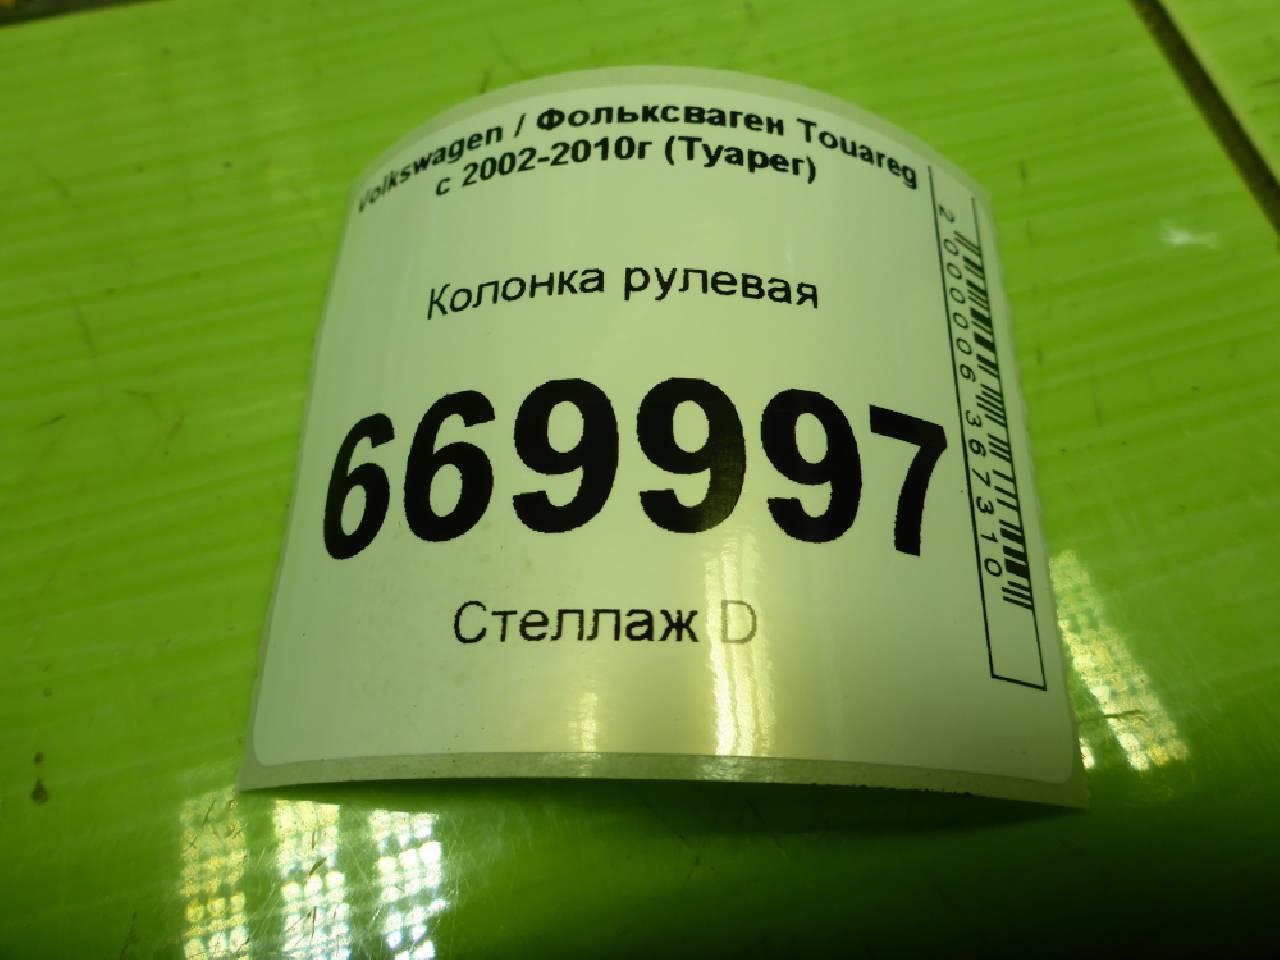 Volkswagen / Фольксваген Touareg
с 2002-2010г (Туарег)
Колонка рулевая
669997
Стеллаж D
2000006367310